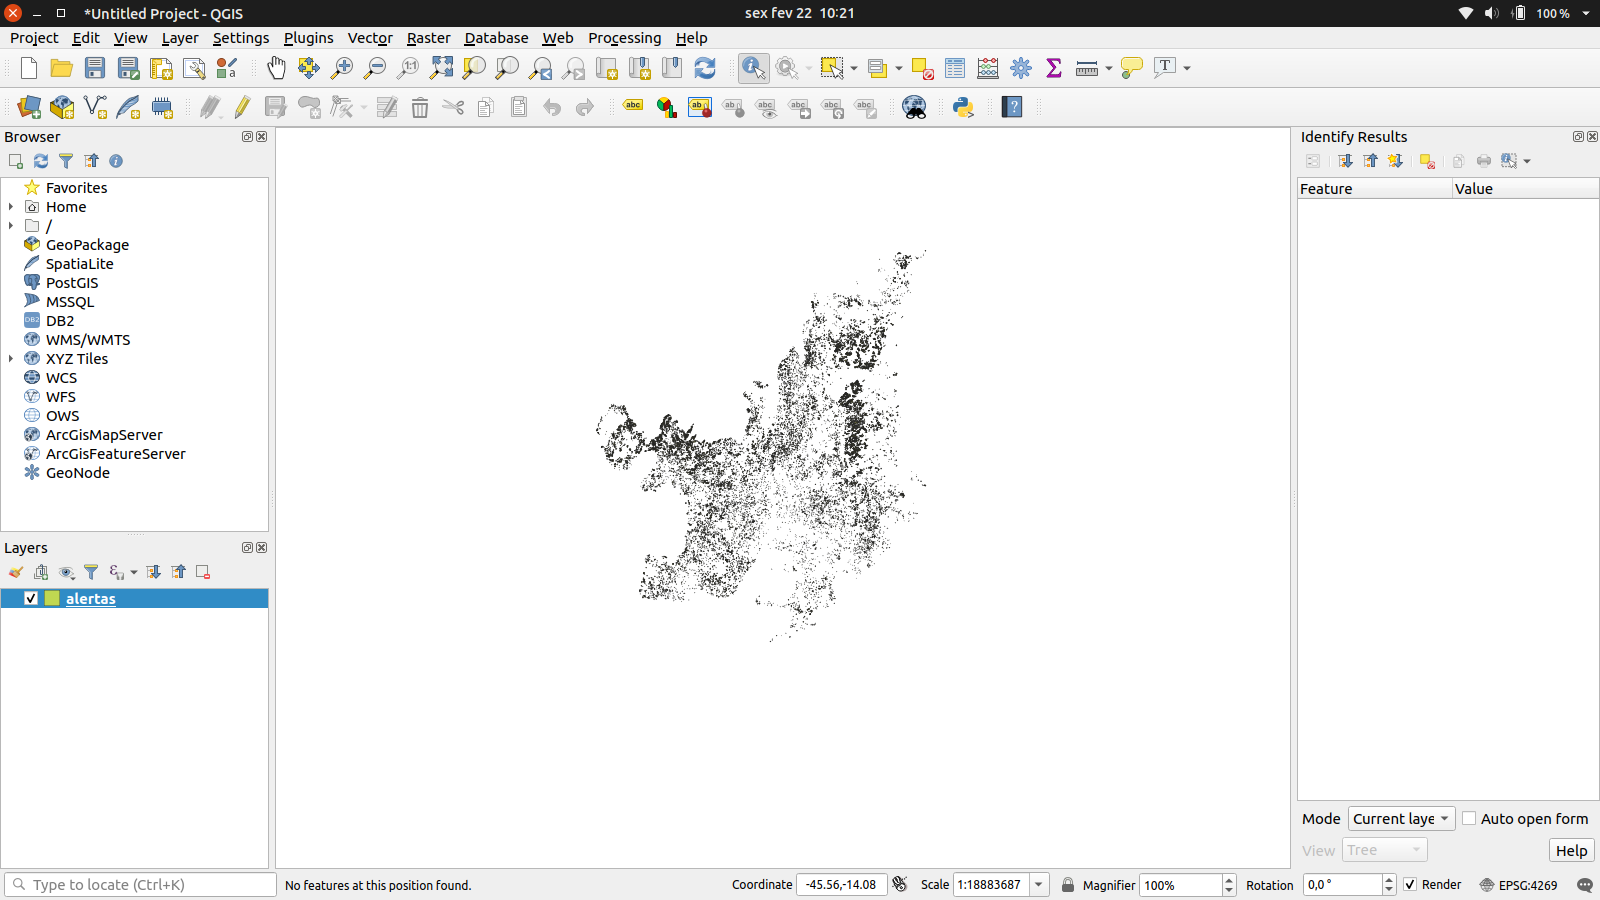 *Untitled Project - QGIS
sex fev 22 10:21
100 %
Project Edit View Layer Settings Plugins Vector Raster Database Web Processing Help
Browser
Favorites
Home
/
GeoPackage
SpatiaLite
PostGIS
MSSQL
DB2
WMS/WMTS
XYZ Tiles
WCS
WFS
OWS
ArcGisMapServer
ArcGisFeatureServer
GeoNode
Layers
alertas
Identify Results
Feature Value
Mode Current laye Auto open form
View Tree Help
Type to locate (Ctrl+K) No features at this position found. Coordinate -45.56,-14.08 Scale 1:18883687 Magnifier 100% Rotation 0,0 ° Render EPSG:4269